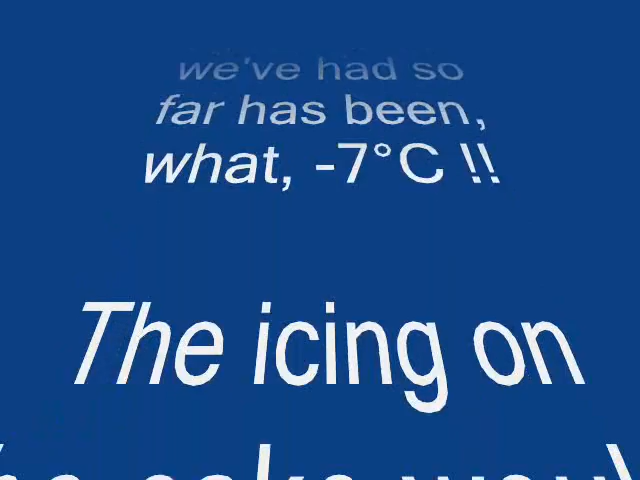 we've had so
far has been,
what, -7°C !!
The icing on